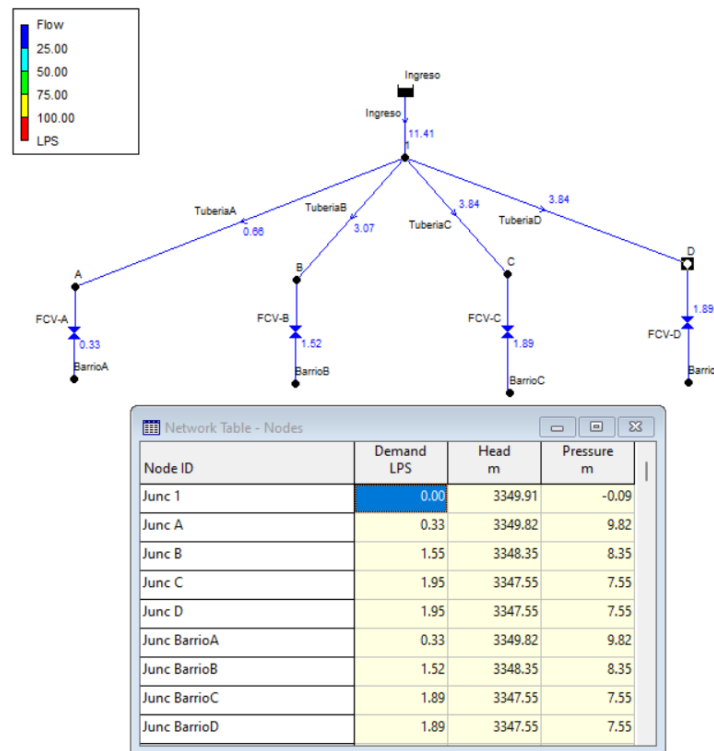 Flow
25.00
50.00
75.00
100.00
LPS
Ingreso
Ingreso
11.41
1
TuberiaA
0.66
TuberiaB
3.07
TuberiaC
3.84
TuberiaD
3.84
A
B
C
D
FCV-A
0.33
FCV-B
1.52
FCV-C
1.89
FCV-D
1.89
BarrioA
BarrioB
BarrioC
Barrio
Network Table - Nodes
Node ID Demand LPS Head m Pressure m
Junc 1 0.00 3349.91 -0.09
Junc A 0.33 3349.82 9.82
Junc B 1.55 3348.35 8.35
Junc C 1.95 3347.55 7.55
Junc D 1.95 3347.55 7.55
Junc BarrioA 0.33 3349.82 9.82
Junc BarrioB 1.52 3348.35 8.35
Junc BarrioC 1.89 3347.55 7.55
Junc BarrioD 1.89 3347.55 7.55